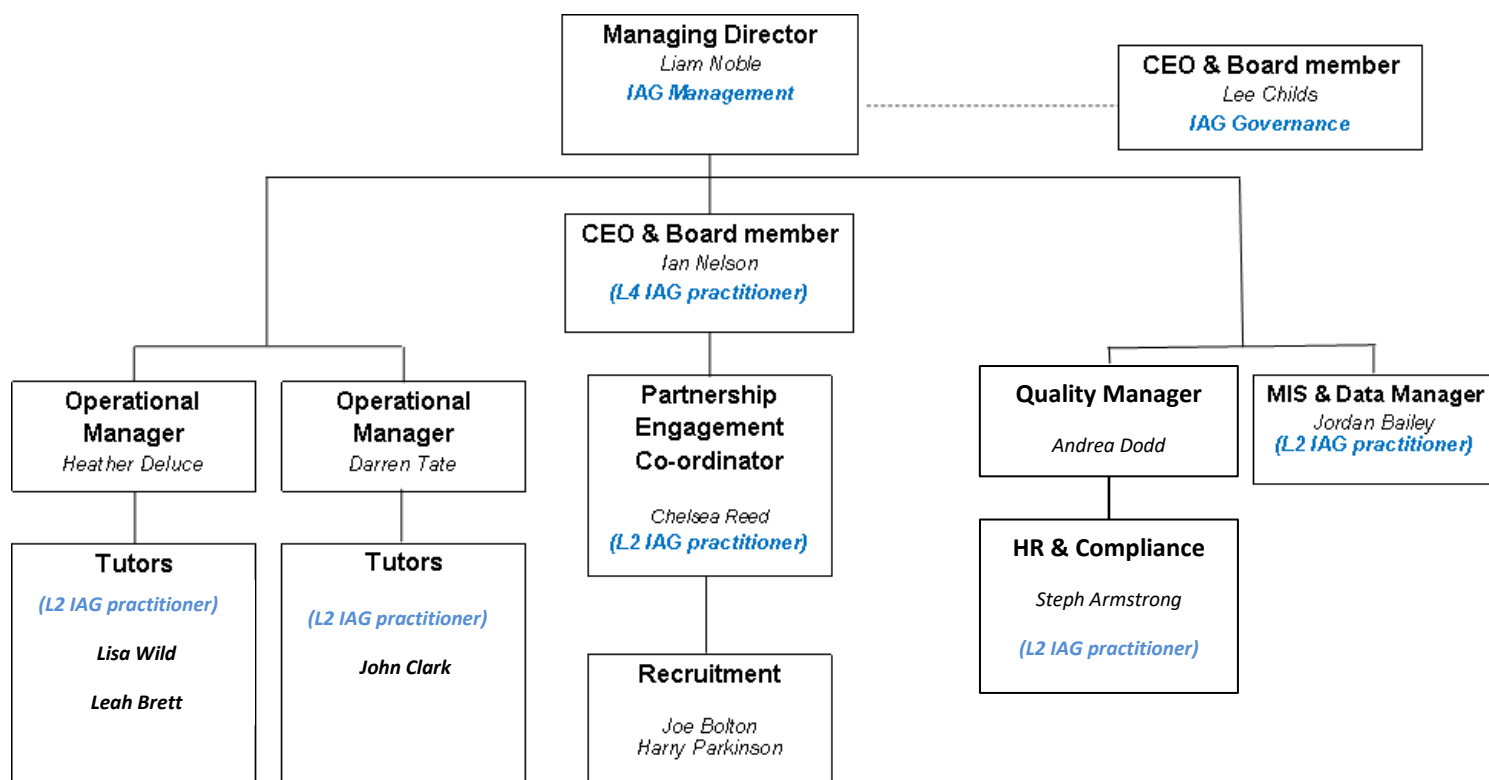 Managing Director
Liam Noble
IAG Management
CEO & Board member
Lee Childs
IAG Governance
CEO & Board member
Ian Nelson
(L4 IAG practitioner)
Operational
Manager
Heather Deluce
Operational
Manager
Darren Tate
Partnership
Engagement
Co-ordinator
Chelsea Reed
(L2 IAG practitioner)
Quality Manager
Andrea Dodd
MIS & Data Manager
Jordan Bailey
(L2 IAG practitioner)
Tutors
(L2 IAG practitioner)
Lisa Wild
Leah Brett
Tutors
(L2 IAG practitioner)
John Clark
HR & Compliance
Steph Armstrong
(L2 IAG practitioner)
Recruitment
Joe Bolton
Harry Parkinson